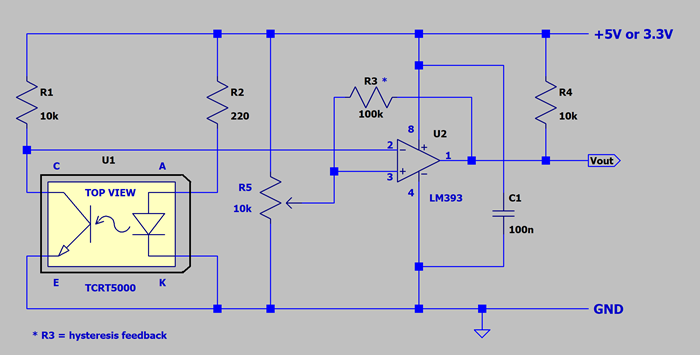 +5V or 3.3V
R1
10k
R2
220
R3 *
100k
R4
10k
8
U2
2
−
+
1
Vout
+
3
−
4
LM393
C
U1
A
TOP VIEW
R5
10k
C1
100n
E
K
TCRT5000
GND
* R3 = hysteresis feedback